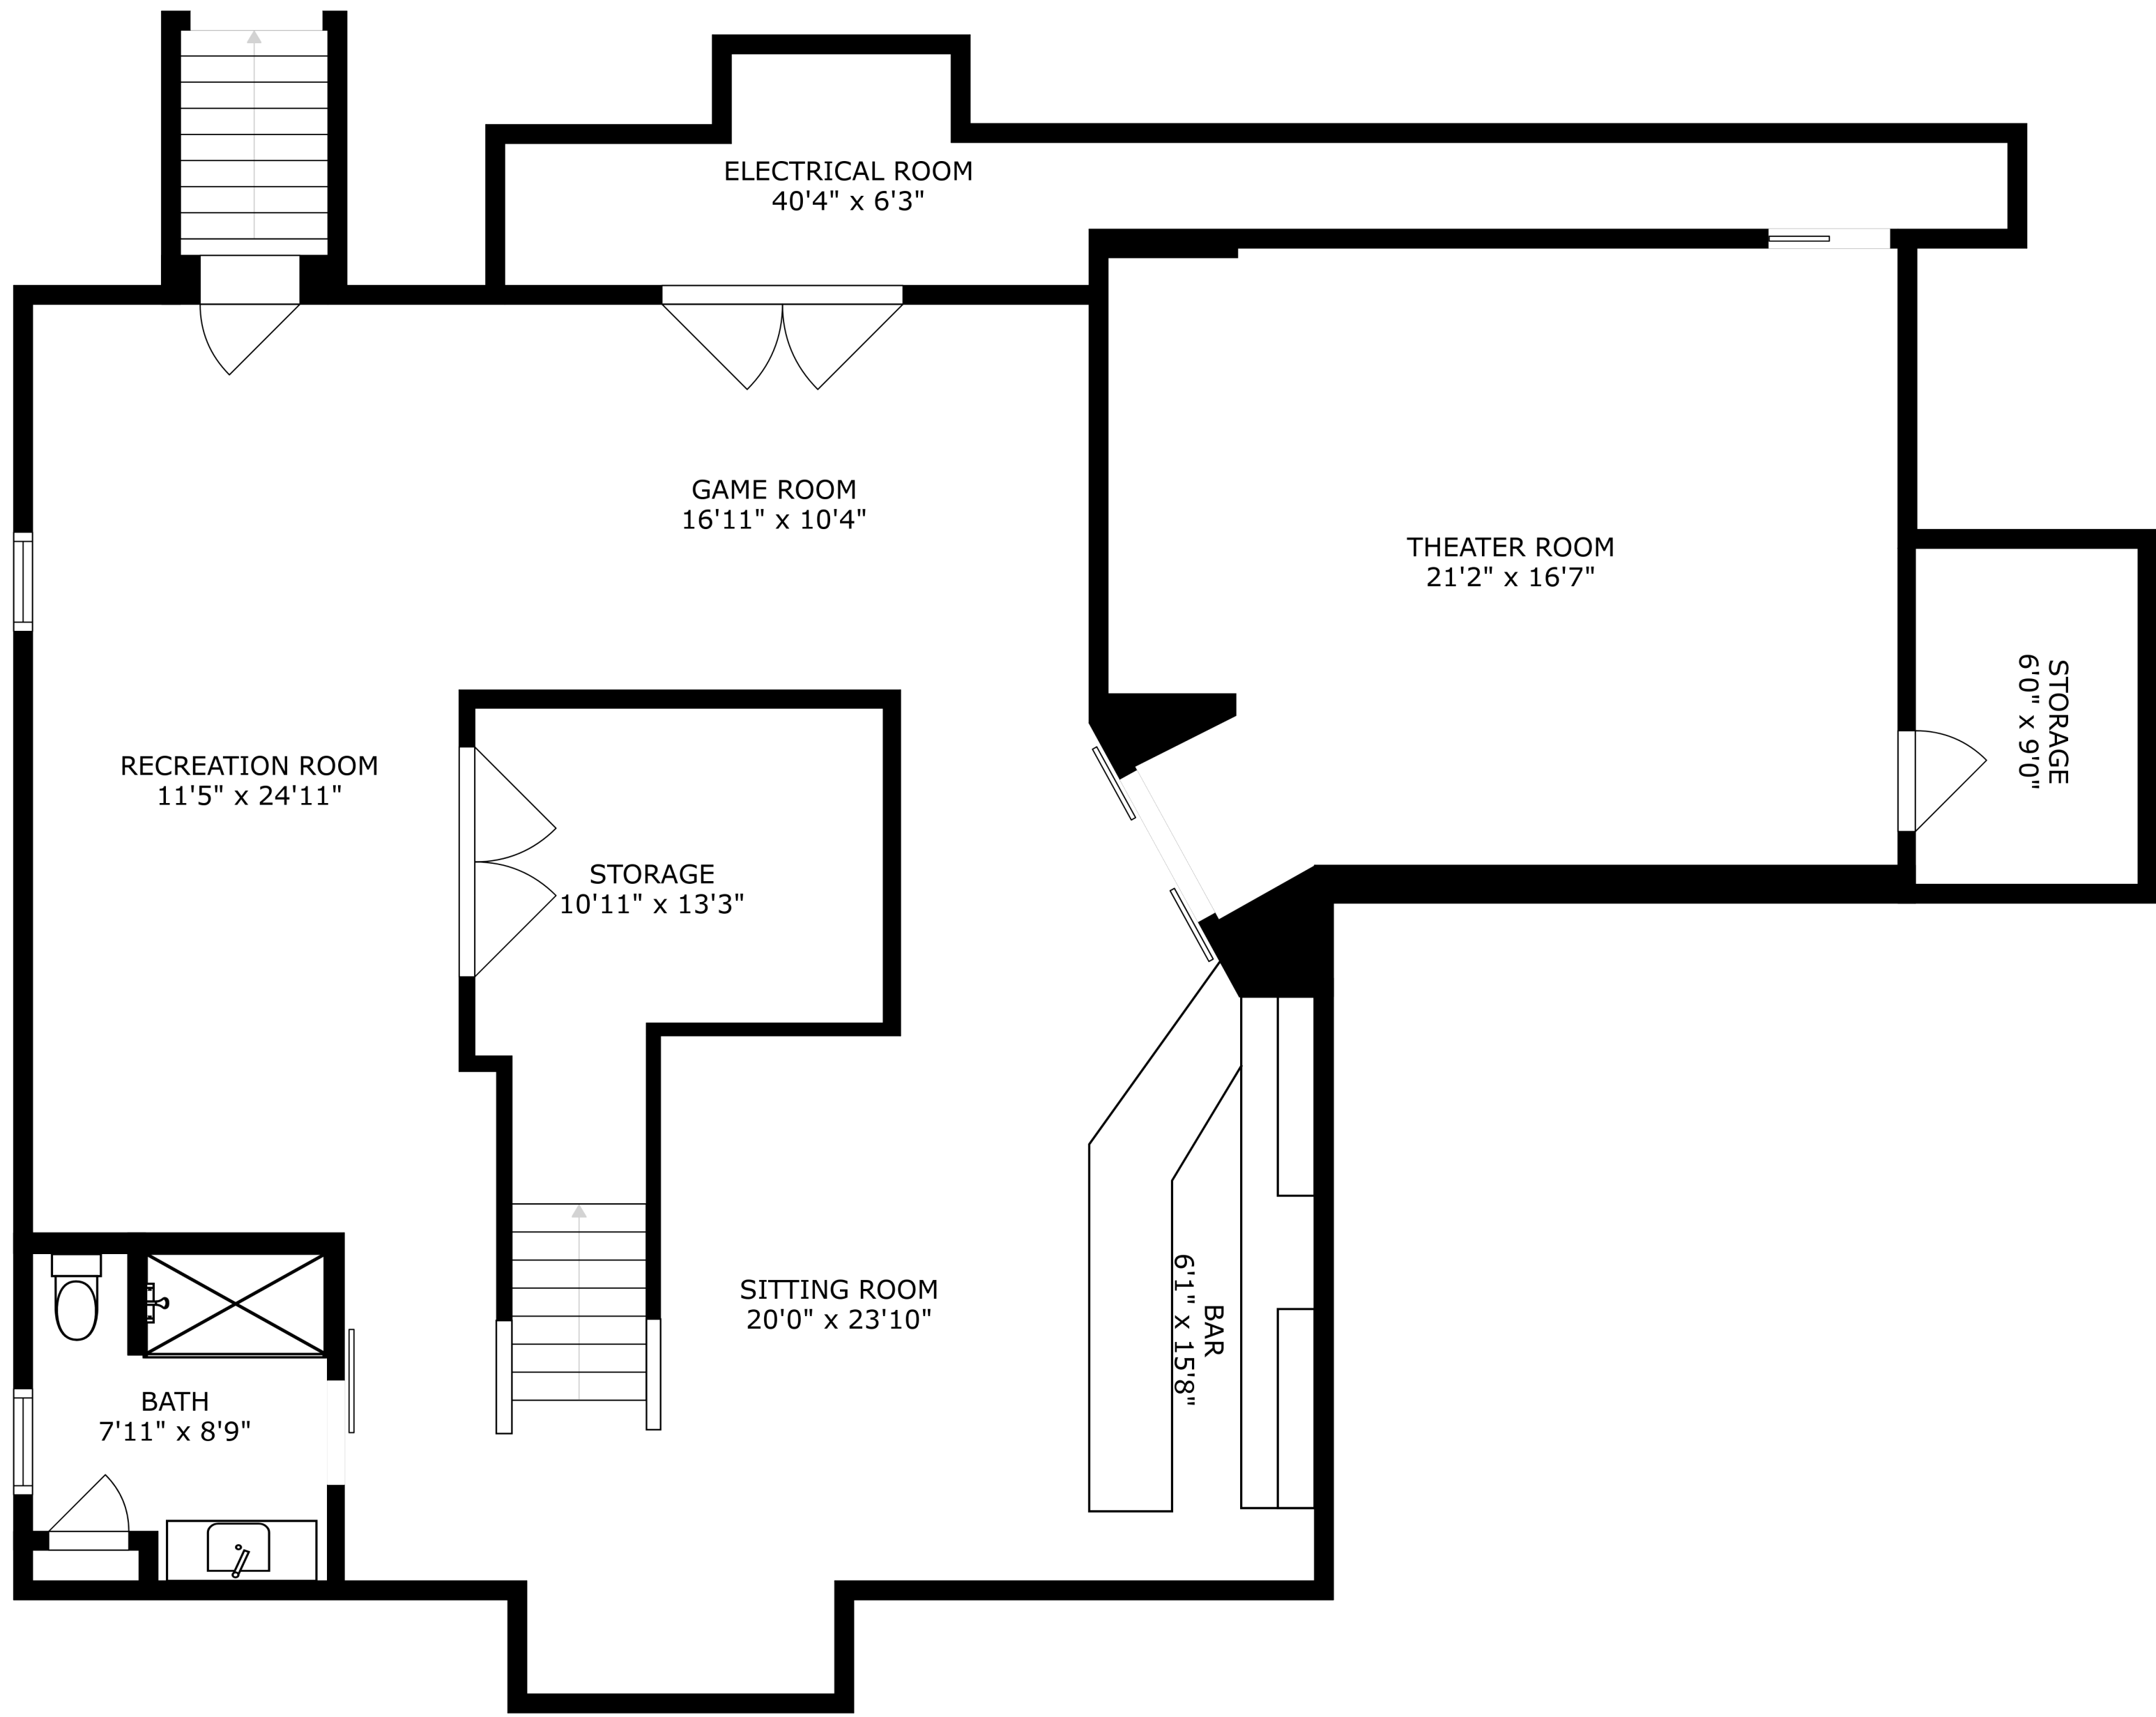 ELECTRICAL ROOM
40'4" x 6'3"
GAME ROOM
16'11" x 10'4"
THEATER ROOM
21'2" x 16'7"
STORAGE
6'0" x 9'0"
RECREATION ROOM
11'5" x 24'11"
STORAGE
10'11" x 13'3"
SITTING ROOM
20'0" x 23'10"
BAR
6'1" x 15'8"
BATH
7'11" x 8'9"